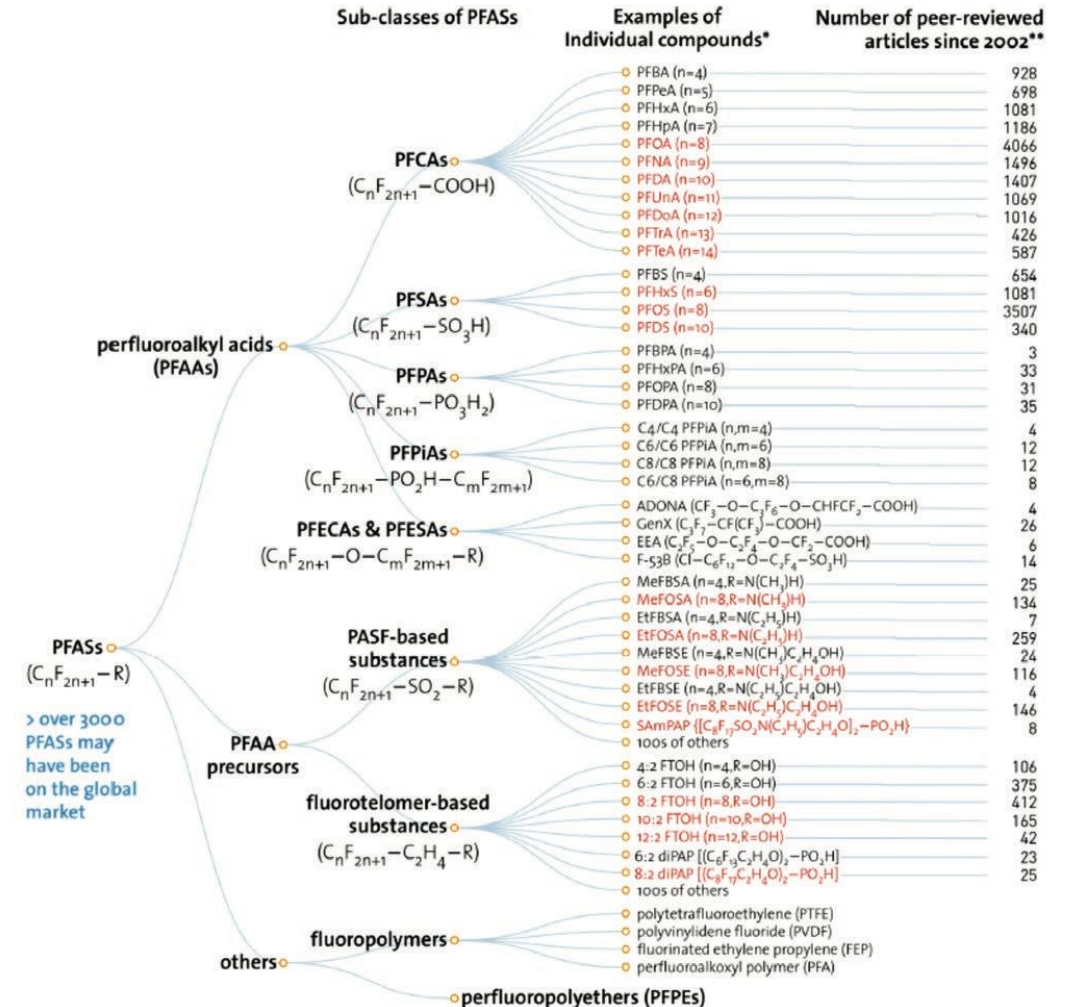 Sub-classes of PFASs
Examples of
Individual compounds*
Number of peer-reviewed
articles since 2002**
PFASs
(CnF2n+1–R)
> over 3000
PFASs may
have been
on the global
market
perfluoroalkyl acids
(PFAAs)
PFCAs
(CnF2n+1–COOH)
PFBA (n=4) 928
PFPeA (n=5) 698
PFHxA (n=6) 1081
PFHpA (n=7) 1186
PFOA (n=8) 4066
PFNA (n=9) 1496
PFDA (n=10) 1407
PFUnA (n=11) 1069
PFDoA (n=12) 1016
PFTrA (n=13) 426
PFTeA (n=14) 587
PFSAs
(CnF2n+1–SO3H)
PFBS (n=4) 654
PFHxS (n=6) 1081
PFOS (n=8) 3507
PFDS (n=10) 340
PFPAs
(CnF2n+1–PO3H2)
PFBPA (n=4) 3
PFHxPA (n=6) 33
PFOPA (n=8) 31
PFDPA (n=10) 35
PFPiAs
(CnF2n+1–PO2H–CmF2m+1)
C4/C4 PFPiA (n,m=4) 4
C6/C6 PFPiA (n,m=6) 12
C8/C8 PFPiA (n,m=8) 12
C6/C8 PFPiA (n=6,m=8) 8
PFECAs & PFESAs
(CnF2n+1–O–CmF2m+1–R)
ADONA (CF3–O–C3F6–O–CHFCF2–COOH) 4
GenX (C3F7–CF(CF3)–COOH) 26
EEA (C2F5–O–C2F4–O–CF2–COOH) 6
F-53B (Cl–C6F12–O–C2F4–SO3H) 14
PFAA
precursors
PASF-based
substances
(CnF2n+1–SO2–R)
MeFBSA (n=4,R=N(CH3)H) 25
MeFOSA (n=8,R=N(CH3)H) 134
EtFBSA (n=4,R=N(C2H5)H) 7
EtFOSA (n=8,R=N(C2H5)H) 259
MeFBSE (n=4,R=N(CH3)C2H4OH) 24
MeFOSE (n=8,R=N(CH3)C2H4OH) 116
EtFBSE (n=4,R=N(C2H5)C2H4OH) 4
EtFOSE (n=8,R=N(C2H5)C2H4OH) 146
SAmPAP {[C8F17SO2N(C2H5)C2H4O]2–PO2H} 8
100s of others
fluorotelomer-based
substances
(CnF2n+1–C2H4–R)
4:2 FTOH (n=4,R=OH) 106
6:2 FTOH (n=6,R=OH) 375
8:2 FTOH (n=8,R=OH) 412
10:2 FTOH (n=10,R=OH) 165
12:2 FTOH (n=12,R=OH) 42
6:2 diPAP [(C6F13C2H4O)2–PO2H] 23
8:2 diPAP [(C8F17C2H4O)2–PO2H] 25
100s of others
others
fluoropolymers
polytetrafluoroethylene (PTFE)
polyvinylidene fluoride (PVDF)
fluorinated ethylene propylene (FEP)
perfluoroalkoxyl polymer (PFA)
perfluoropolyethers (PFPEs)